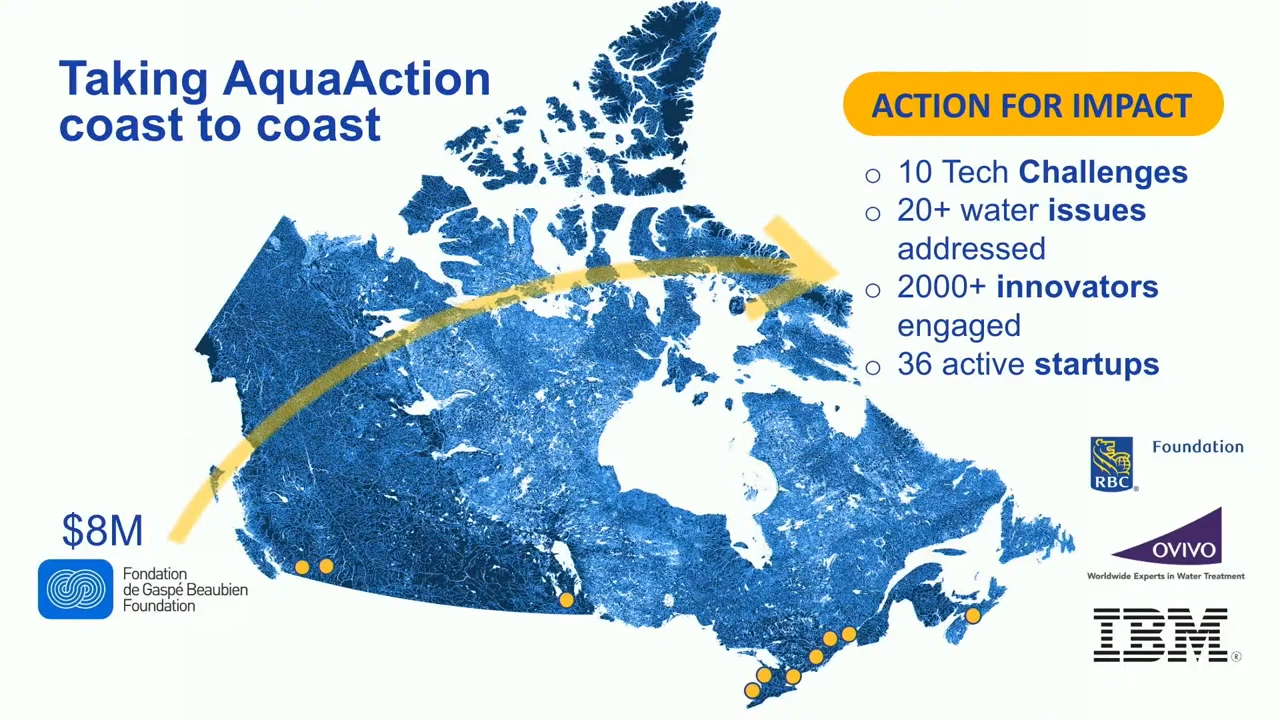 Taking AquaAction
coast to coast
ACTION FOR IMPACT
○ 10 Tech Challenges
○ 20+ water issues
addressed
○ 2000+ innovators
engaged
○ 36 active startups
RBC®
Foundation
OVIVO
Worldwide Experts in Water Treatment
IBM®
$8M
Fondation
de Gaspé Beaubien
Foundation